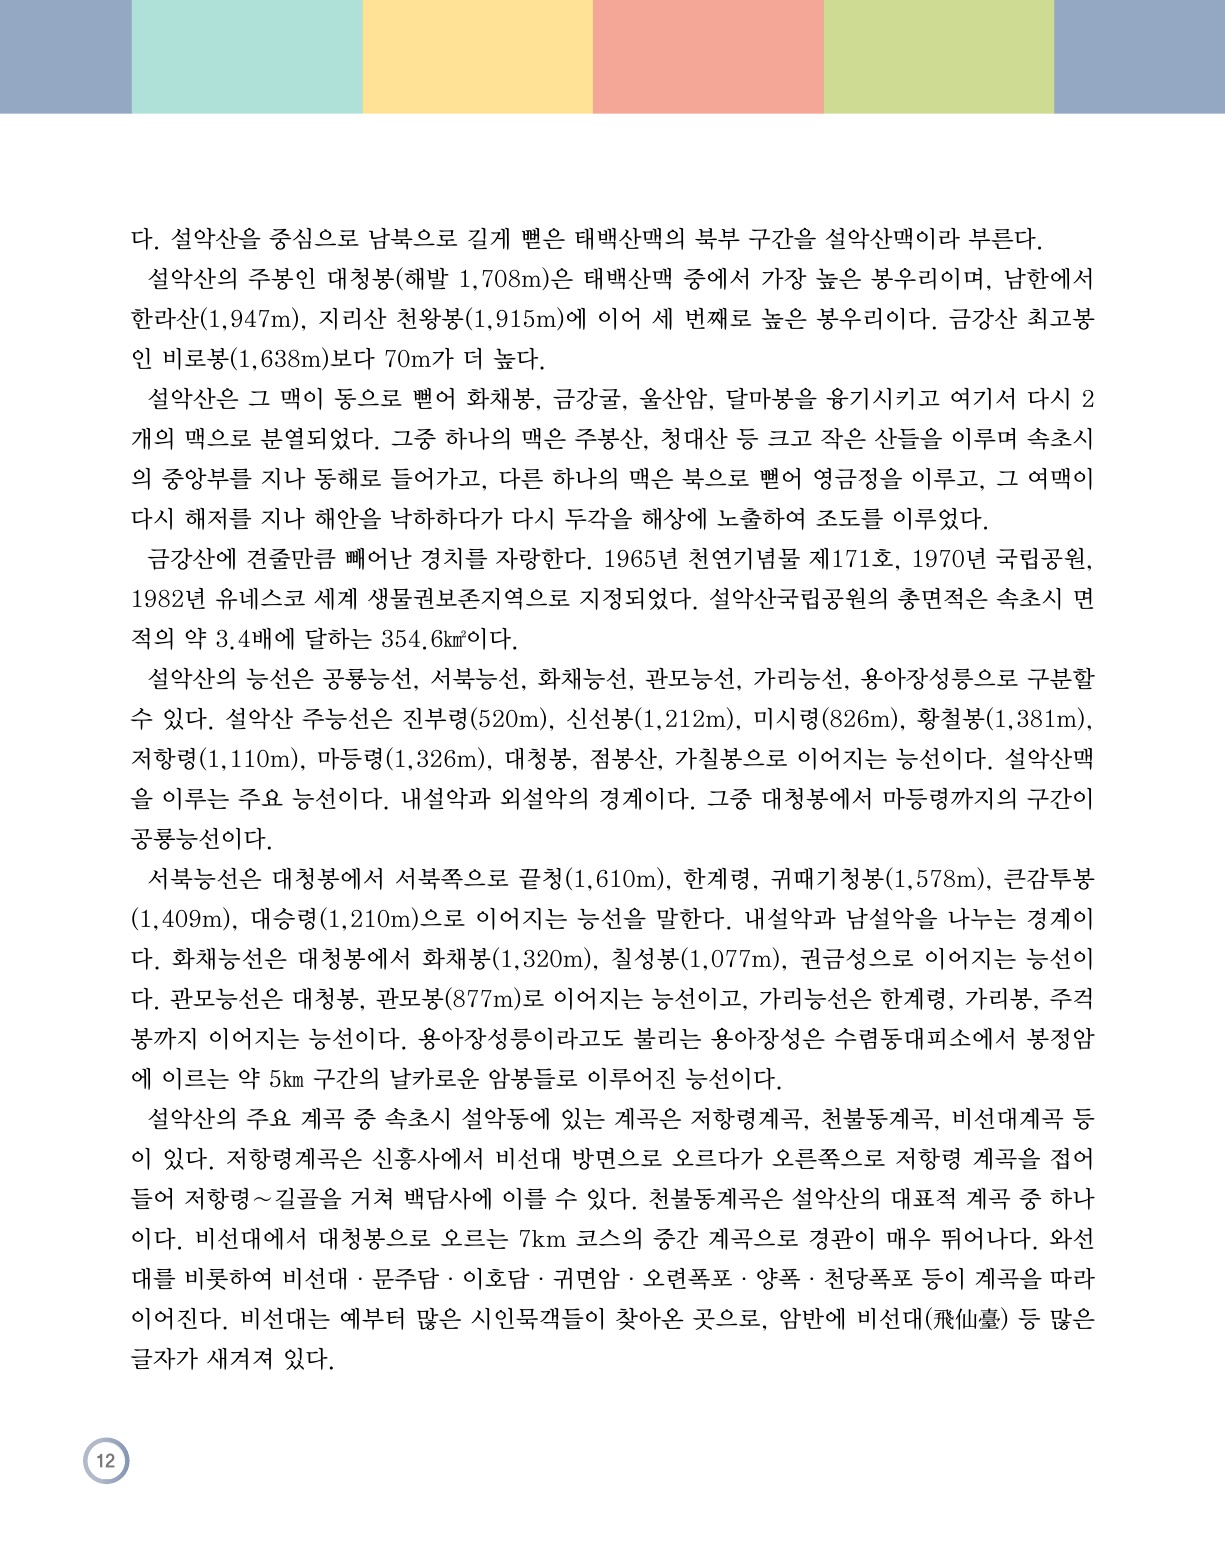 다. 설악산을 중심으로 남북으로 길게 뻗은 태백산맥의 북부 구간을 설악산맥이라 부른다.
설악산의 주봉인 대청봉(해발 1,708m)은 태백산맥 중에서 가장 높은 봉우리이며, 남한에서
한라산(1,947m), 지리산 천왕봉(1,915m)에 이어 세 번째로 높은 봉우리이다. 금강산 최고봉
인 비로봉(1,638m)보다 70m가 더 높다.
설악산은 그 맥이 동으로 뻗어 화채봉, 금강굴, 울산암, 달마봉을 융기시키고 여기서 다시 2
개의 맥으로 분열되었다. 그중 하나의 맥은 주봉산, 청대산 등 크고 작은 산들을 이루며 속초시
의 중앙부를 지나 동해로 들어가고, 다른 하나의 맥은 북으로 뻗어 영금정을 이루고, 그 여맥이
다시 해저를 지나 해안을 낙하하다가 다시 두각을 해상에 노출하여 조도를 이루었다.
금강산에 견줄만큼 빼어난 경치를 자랑한다. 1965년 천연기념물 제171호, 1970년 국립공원,
1982년 유네스코 세계 생물권보존지역으로 지정되었다. 설악산국립공원의 총면적은 속초시 면
적의 약 3.4배에 달하는 354.6㎢이다.
설악산의 능선은 공룡능선, 서북능선, 화채능선, 관모능선, 가리능선, 용아장성릉으로 구분할
수 있다. 설악산 주능선은 진부령(520m), 신선봉(1,212m), 미시령(826m), 황철봉(1,381m),
저항령(1,110m), 마등령(1,326m), 대청봉, 점봉산, 가칠봉으로 이어지는 능선이다. 설악산맥
을 이루는 주요 능선이다. 내설악과 외설악의 경계이다. 그중 대청봉에서 마등령까지의 구간이
공룡능선이다.
서북능선은 대청봉에서 서북쪽으로 끝청(1,610m), 한계령, 귀때기청봉(1,578m), 큰감투봉
(1,409m), 대승령(1,210m)으로 이어지는 능선을 말한다. 내설악과 남설악을 나누는 경계이
다. 화채능선은 대청봉에서 화채봉(1,320m), 칠성봉(1,077m), 권금성으로 이어지는 능선이
다. 관모능선은 대청봉, 관모봉(877m)로 이어지는 능선이고, 가리능선은 한계령, 가리봉, 주걱
봉까지 이어지는 능선이다. 용아장성릉이라고도 불리는 용아장성은 수렴동대피소에서 봉정암
에 이르는 약 5㎞ 구간의 날카로운 암봉들로 이루어진 능선이다.
설악산의 주요 계곡 중 속초시 설악동에 있는 계곡은 저항령계곡, 천불동계곡, 비선대계곡 등
이 있다. 저항령계곡은 신흥사에서 비선대 방면으로 오르다가 오른쪽으로 저항령 계곡을 접어
들어 저항령~길골을 거쳐 백담사에 이를 수 있다. 천불동계곡은 설악산의 대표적 계곡 중 하나
이다. 비선대에서 대청봉으로 오르는 7km 코스의 중간 계곡으로 경관이 매우 뛰어나다. 와선
대를 비롯하여 비선대 · 문주담 · 이호담 · 귀면암 · 오련폭포 · 양폭 · 천당폭포 등이 계곡을 따라
이어진다. 비선대는 예부터 많은 시인묵객들이 찾아온 곳으로, 암반에 비선대(飛仙臺) 등 많은
글자가 새겨져 있다.
12